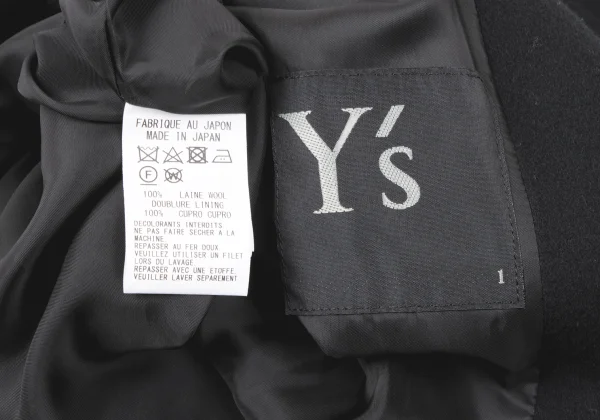 FABRIQUE AU JAPON
MADE IN JAPAN
F W
100% LAINE WOOL
DOUBLURE LINING
100% CUPRO CUPRO
DECOLORANTS INTERDITS.
NE PAS FAIRE SECHER A LA
MACHINE.
REPASSER AU FER DOUX
VEUILLEZ UTILISER UN FILET
LORS DU LAVAGE
REPASSER AVEC UNE ETOFFE.
VEUILLER LAVER SEPAREMENT
Y's
1